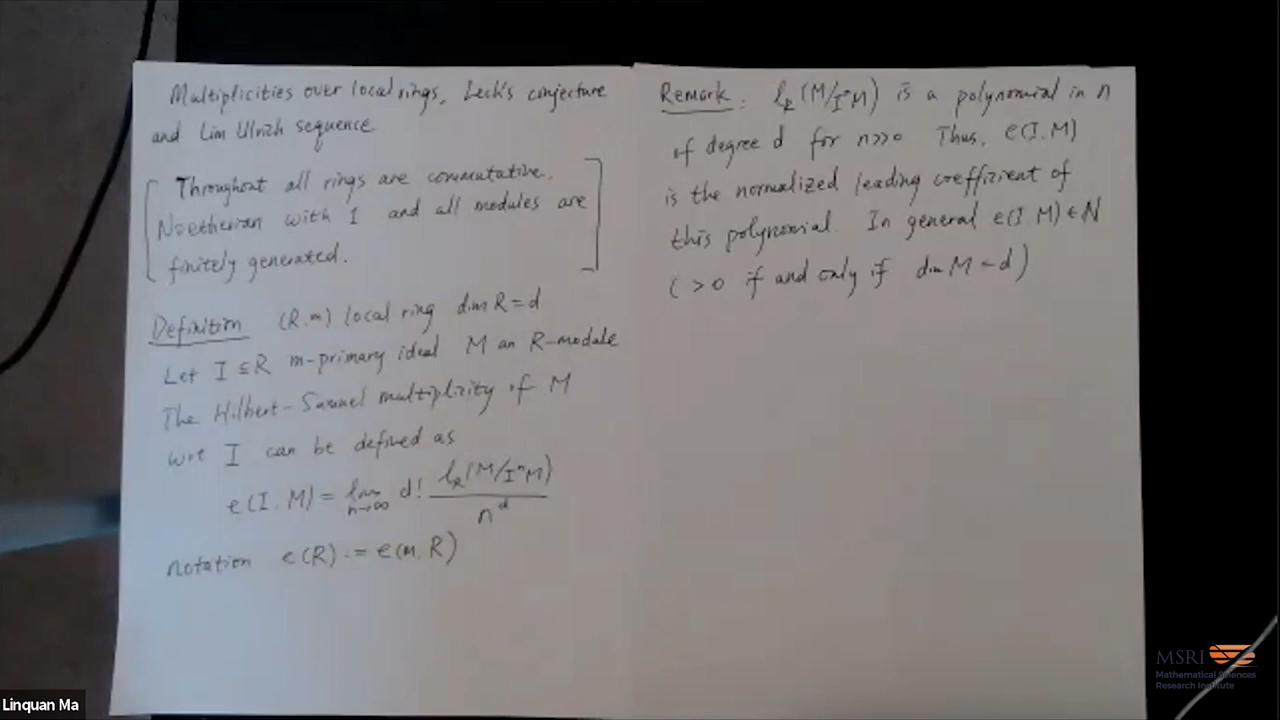 Multiplicities over local rings, Lech's conjecture
and Lim Ulrich sequence
[ Throughout all rings are commutative,
Noetherian with 1 and all modules are
finitely generated. ]
Definition (R.m) local ring dim R = d
Let I ⊆ R m-primary ideal M an R-module
The Hilbert-Samuel multiplicity of M
wrt I can be defined as
e(I.M) = lim_{n→∞} d! \frac{l_R(M/I^nM)}{n^d}
notation e(R) := e(m.R)
Remark: l_R(M/I^nM) is a polynomial in n
of degree d for n>>0 Thus, e(I.M)
is the normalized leading coefficient of
this polynomial. In general e(I.M) ∈ N
( >0 if and only if dim M = d )
MSRI
Mathematical Sciences
Research Institute
Linquan Ma